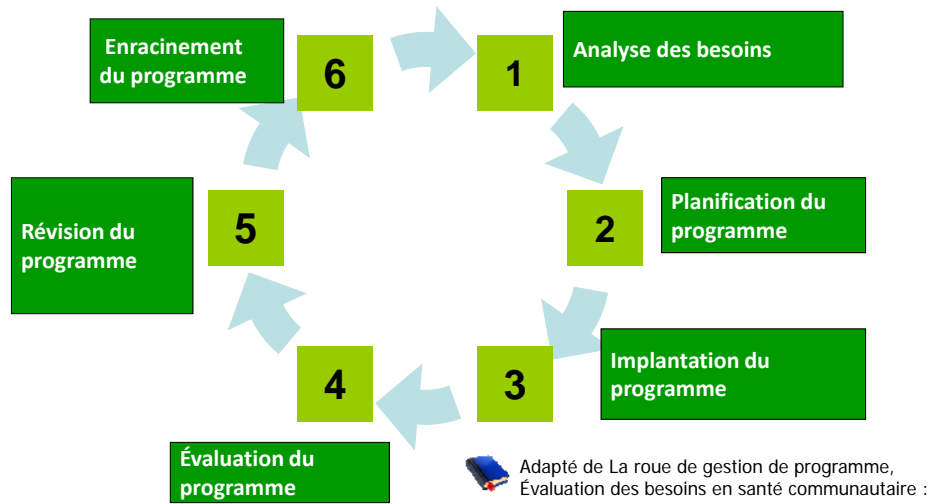 1
Analyse des besoins
2
Planification du
programme
3
Implantation du
programme
4
Évaluation du
programme
5
Révision du
programme
6
Enracinement
du programme
Adapté de La roue de gestion de programme,
Évaluation des besoins en santé communautaire :